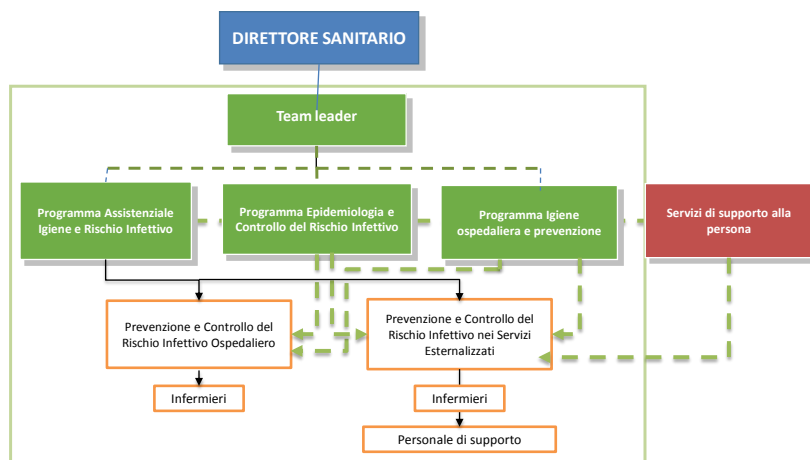 DIRETTORE SANITARIO
Team leader
Programma Assistenziale
Igiene e Rischio Infettivo
Programma Epidemiologia e
Controllo del Rischio Infettivo
Programma Igiene
ospedaliera e prevenzione
Servizi di supporto alla
persona
Prevenzione e Controllo del
Rischio Infettivo Ospedaliero
Prevenzione e Controllo del
Rischio Infettivo nei Servizi
Esternalizzati
Infermieri
Infermieri
Personale di supporto